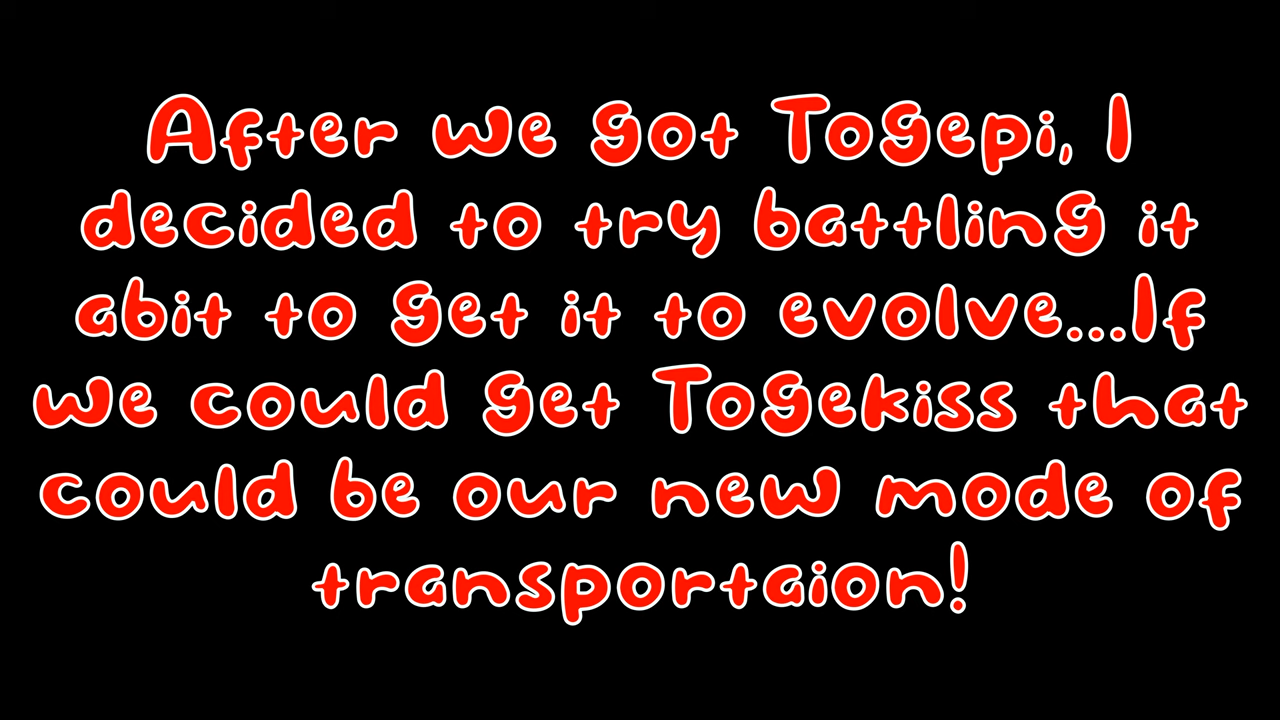 After we got Togepi, I
decided to try battling it
abit to get it to evolve...If
we could get Togekiss that
could be our new mode of
transportaion!